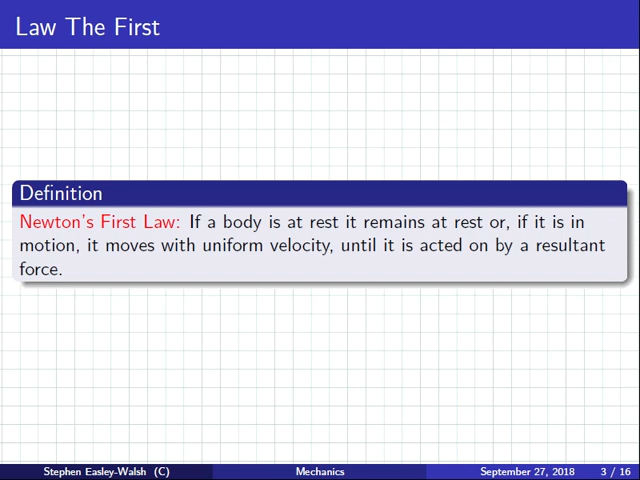 Law The First
Definition
Newton's First Law: If a body is at rest it remains at rest or, if it is in
motion, it moves with uniform velocity, until it is acted on by a resultant
force.
Stephen Easley-Walsh (C) Mechanics September 27, 2018 3 / 16